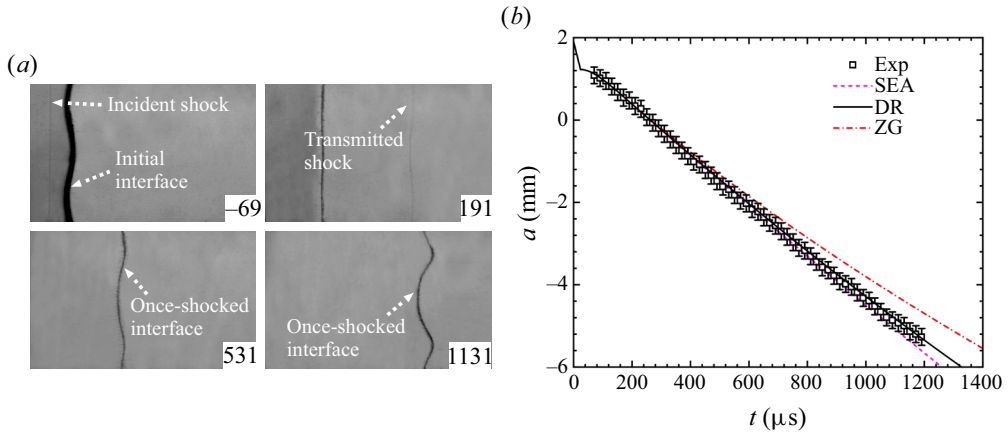 (a)
Incident shock
Initial
interface
–69
Transmitted
shock
191
Once-shocked
interface
531
Once-shocked
interface
1131
(b)
2
0
–2
–4
–6
a (mm)
Exp
SEA
DR
ZG
0 200 400 600 800 1000 1200 1400
t (μs)